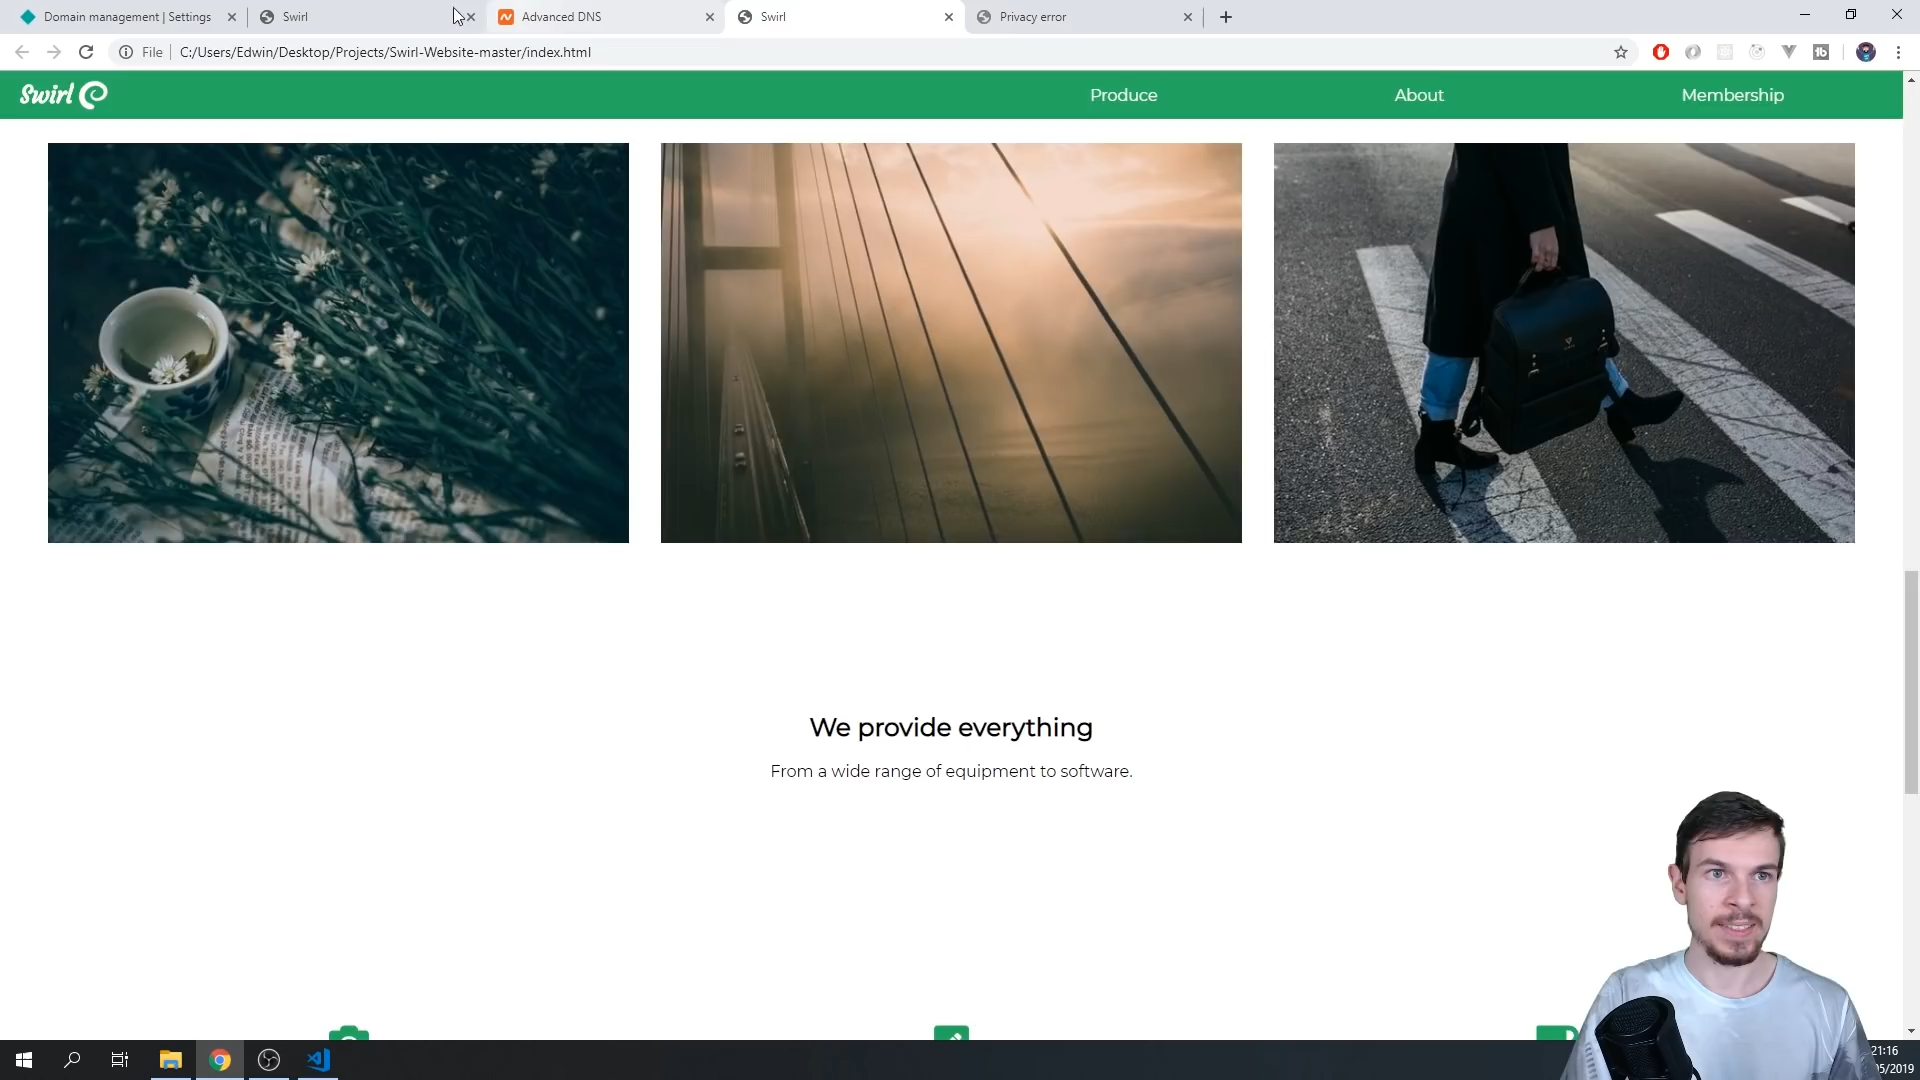 Domain management | Settings
Swirl
Advanced DNS
Swirl
Privacy error
File
C:/Users/Edwin/Desktop/Projects/Swirl-Website-master/index.html
Swirl
Produce
About
Membership
We provide everything
From a wide range of equipment to software.
21:16
05/2019